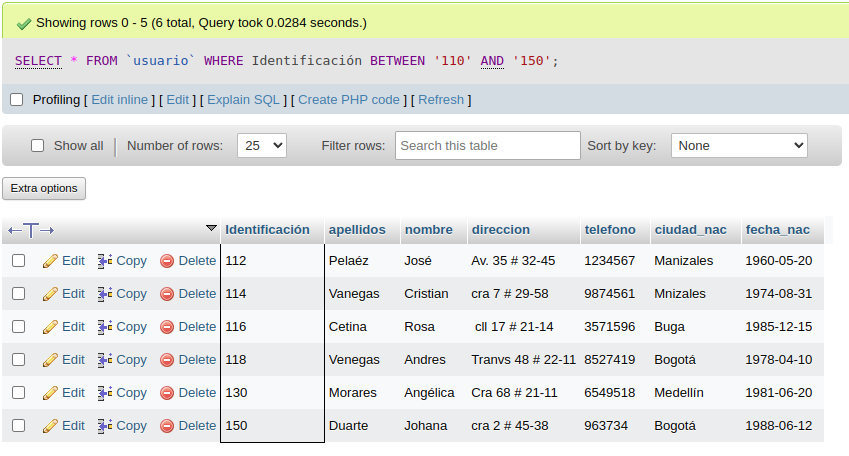 Showing rows 0 - 5 (6 total, Query took 0.0284 seconds.)
SELECT * FROM `usuario` WHERE Identificación BETWEEN '110' AND '150';
Profiling [ Edit inline ] [ Edit ] [ Explain SQL ] [ Create PHP code ] [ Refresh ]
Show all Number of rows: 25 Filter rows: Search this table Sort by key: None
Extra options
Identificación apellidos nombre direccion telefono ciudad_nac fecha_nac
Edit Copy Delete 112 Pelaéz José Av. 35 # 32-45 1234567 Manizales 1960-05-20
Edit Copy Delete 114 Vanegas Cristian cra 7 # 29-58 9874561 Mnizales 1974-08-31
Edit Copy Delete 116 Cetina Rosa cll 17 # 21-14 3571596 Buga 1985-12-15
Edit Copy Delete 118 Venegas Andres Tranvs 48 # 22-11 8527419 Bogotá 1978-04-10
Edit Copy Delete 130 Morares Angélica Cra 68 # 21-11 6549518 Medellín 1981-06-20
Edit Copy Delete 150 Duarte Johana cra 2 # 45-38 963734 Bogotá 1988-06-12